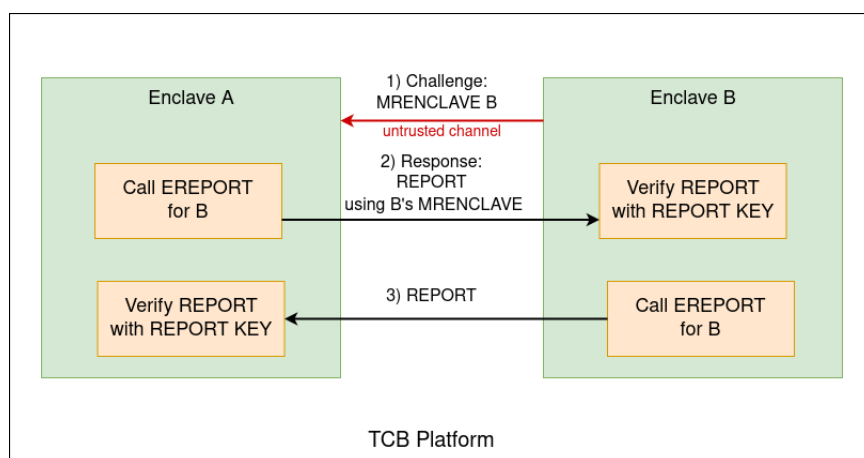 Enclave A
1) Challenge:
MRENCLAVE B
untrusted channel
Enclave B
Call EREPORT
for B
2) Response:
REPORT
using B's MRENCLAVE
Verify REPORT
with REPORT KEY
Verify REPORT
with REPORT KEY
3) REPORT
Call EREPORT
for B
TCB Platform